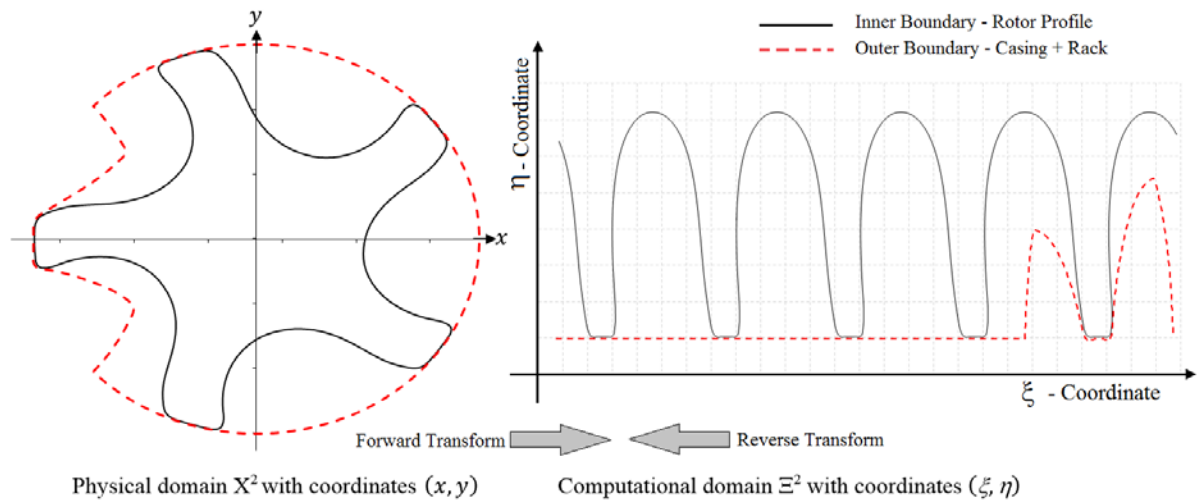 y
x
Inner Boundary - Rotor Profile
Outer Boundary - Casing + Rack
η - Coordinate
ξ - Coordinate
Forward Transform
Reverse Transform
Physical domain Χ² with coordinates (x, y)
Computational domain Ξ² with coordinates (ξ, η)